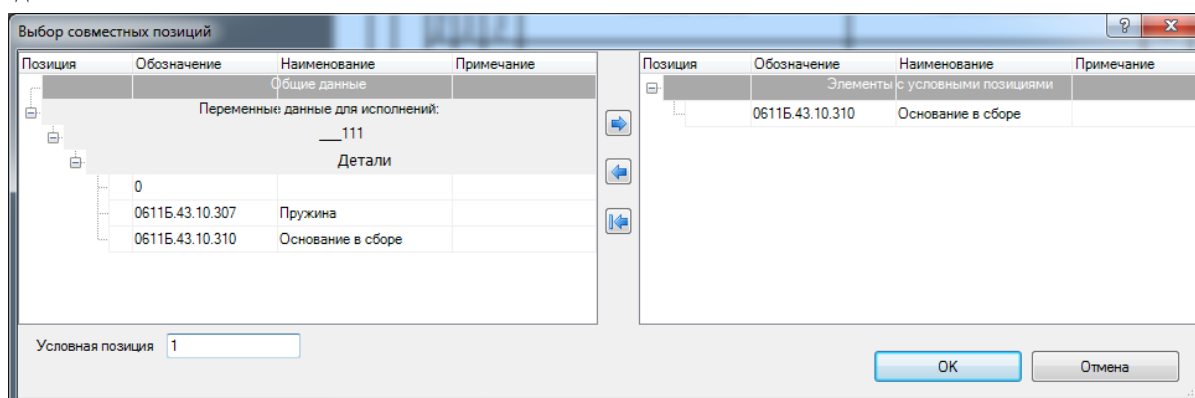 Выбор совместных позиций
Позиция Обозначение Наименование Примечание
Общие данные
Переменные данные для исполнений:
___111
Детали
0
0611Б.43.10.307 Пружина
0611Б.43.10.310 Основание в сборе
Позиция Обозначение Наименование Примечание
Элементы с условными позициями
0611Б.43.10.310 Основание в сборе
Условная позиция 1
OK Отмена